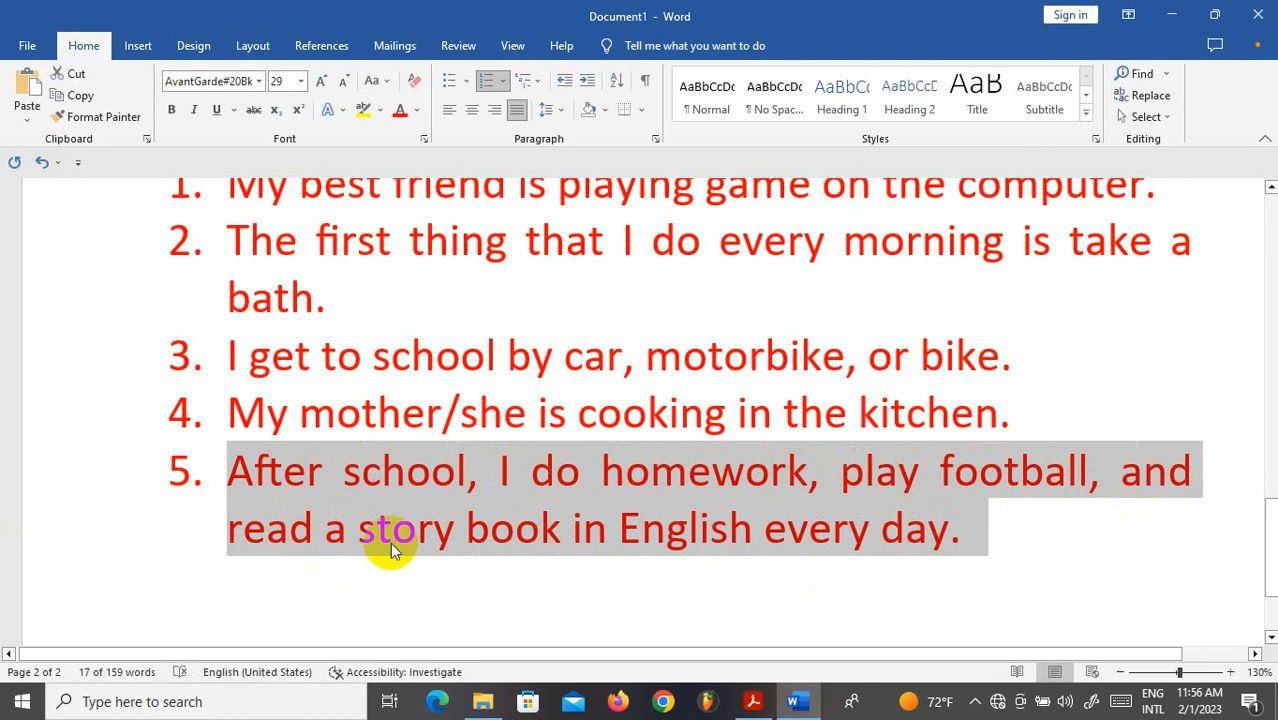 Document1 - Word
Sign in
File Home Insert Design Layout References Mailings Review View Help Tell me what you want to do
Paste
Cut
Copy
Format Painter
Clipboard
AvantGarde#20Bk 29
Font
Paragraph
AaBbCcDc AaBbCcDc AaBbCc AaBbCcD AaB AaBbCcD
¶ Normal ¶ No Spac... Heading 1 Heading 2 Title Subtitle
Styles
Find
Replace
Select
Editing
1. My best friend is playing game on the computer.
2. The first thing that I do every morning is take a
bath.
3. I get to school by car, motorbike, or bike.
4. My mother/she is cooking in the kitchen.
5. After school, I do homework, play football, and
read a story book in English every day.
Page 2 of 2 17 of 159 words English (United States) Accessibility: Investigate 130%
Type here to search
72°F
ENG
INTL
11:56 AM
2/1/2023
1